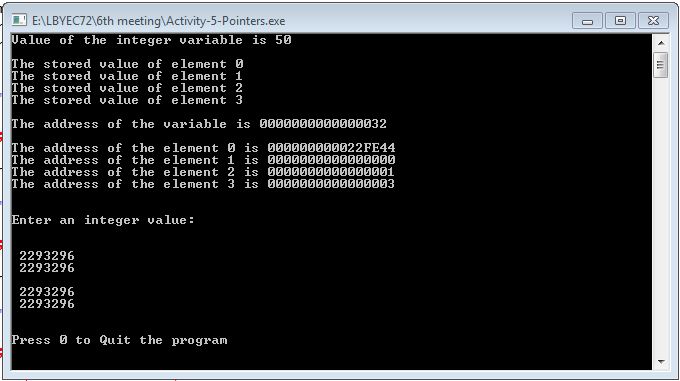 E:\LBYEC72\6th meeting\Activity-5-Pointers.exe
Value of the integer variable is 50
The stored value of element 0
The stored value of element 1
The stored value of element 2
The stored value of element 3
The address of the variable is 0000000000000032
The address of the element 0 is 000000000022FE44
The address of the element 1 is 0000000000000000
The address of the element 2 is 0000000000000001
The address of the element 3 is 0000000000000003
Enter an integer value:
2293296
2293296
2293296
2293296
Press 0 to Quit the program